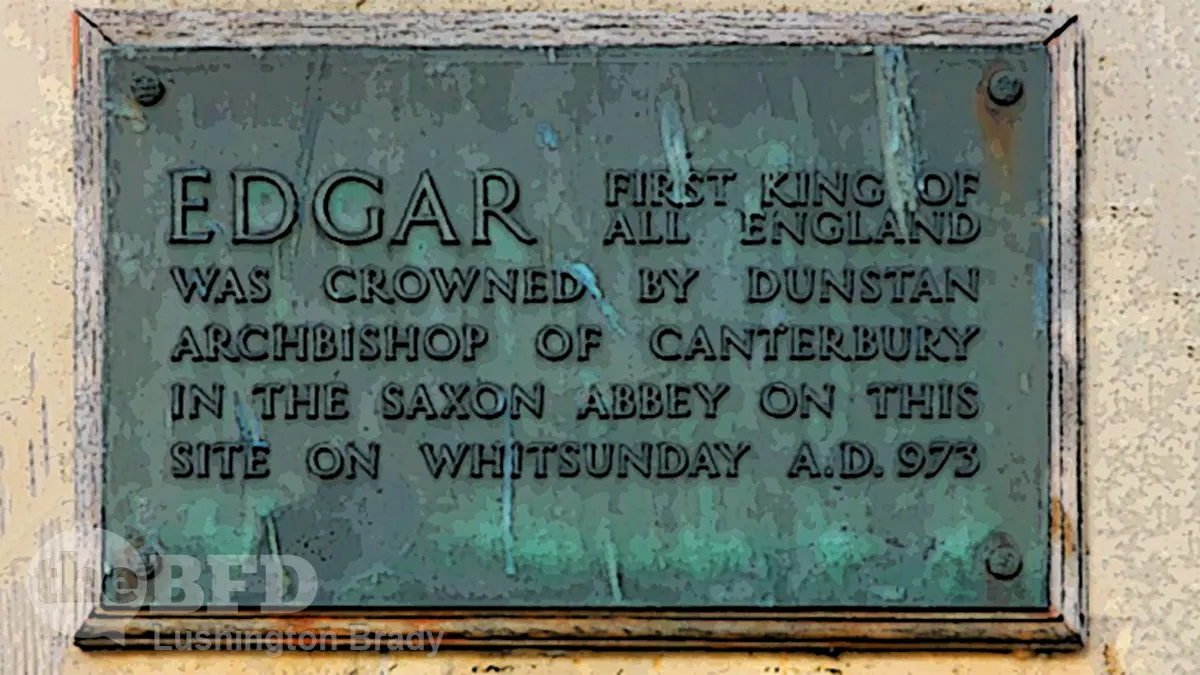 EDGAR FIRST KING OF
ALL ENGLAND
WAS CROWNED BY DUNSTAN
ARCHBISHOP OF CANTERBURY
IN THE SAXON ABBEY ON THIS
SITE ON WHITSUNDAY A.D. 973
theBFD
Lushington Brady